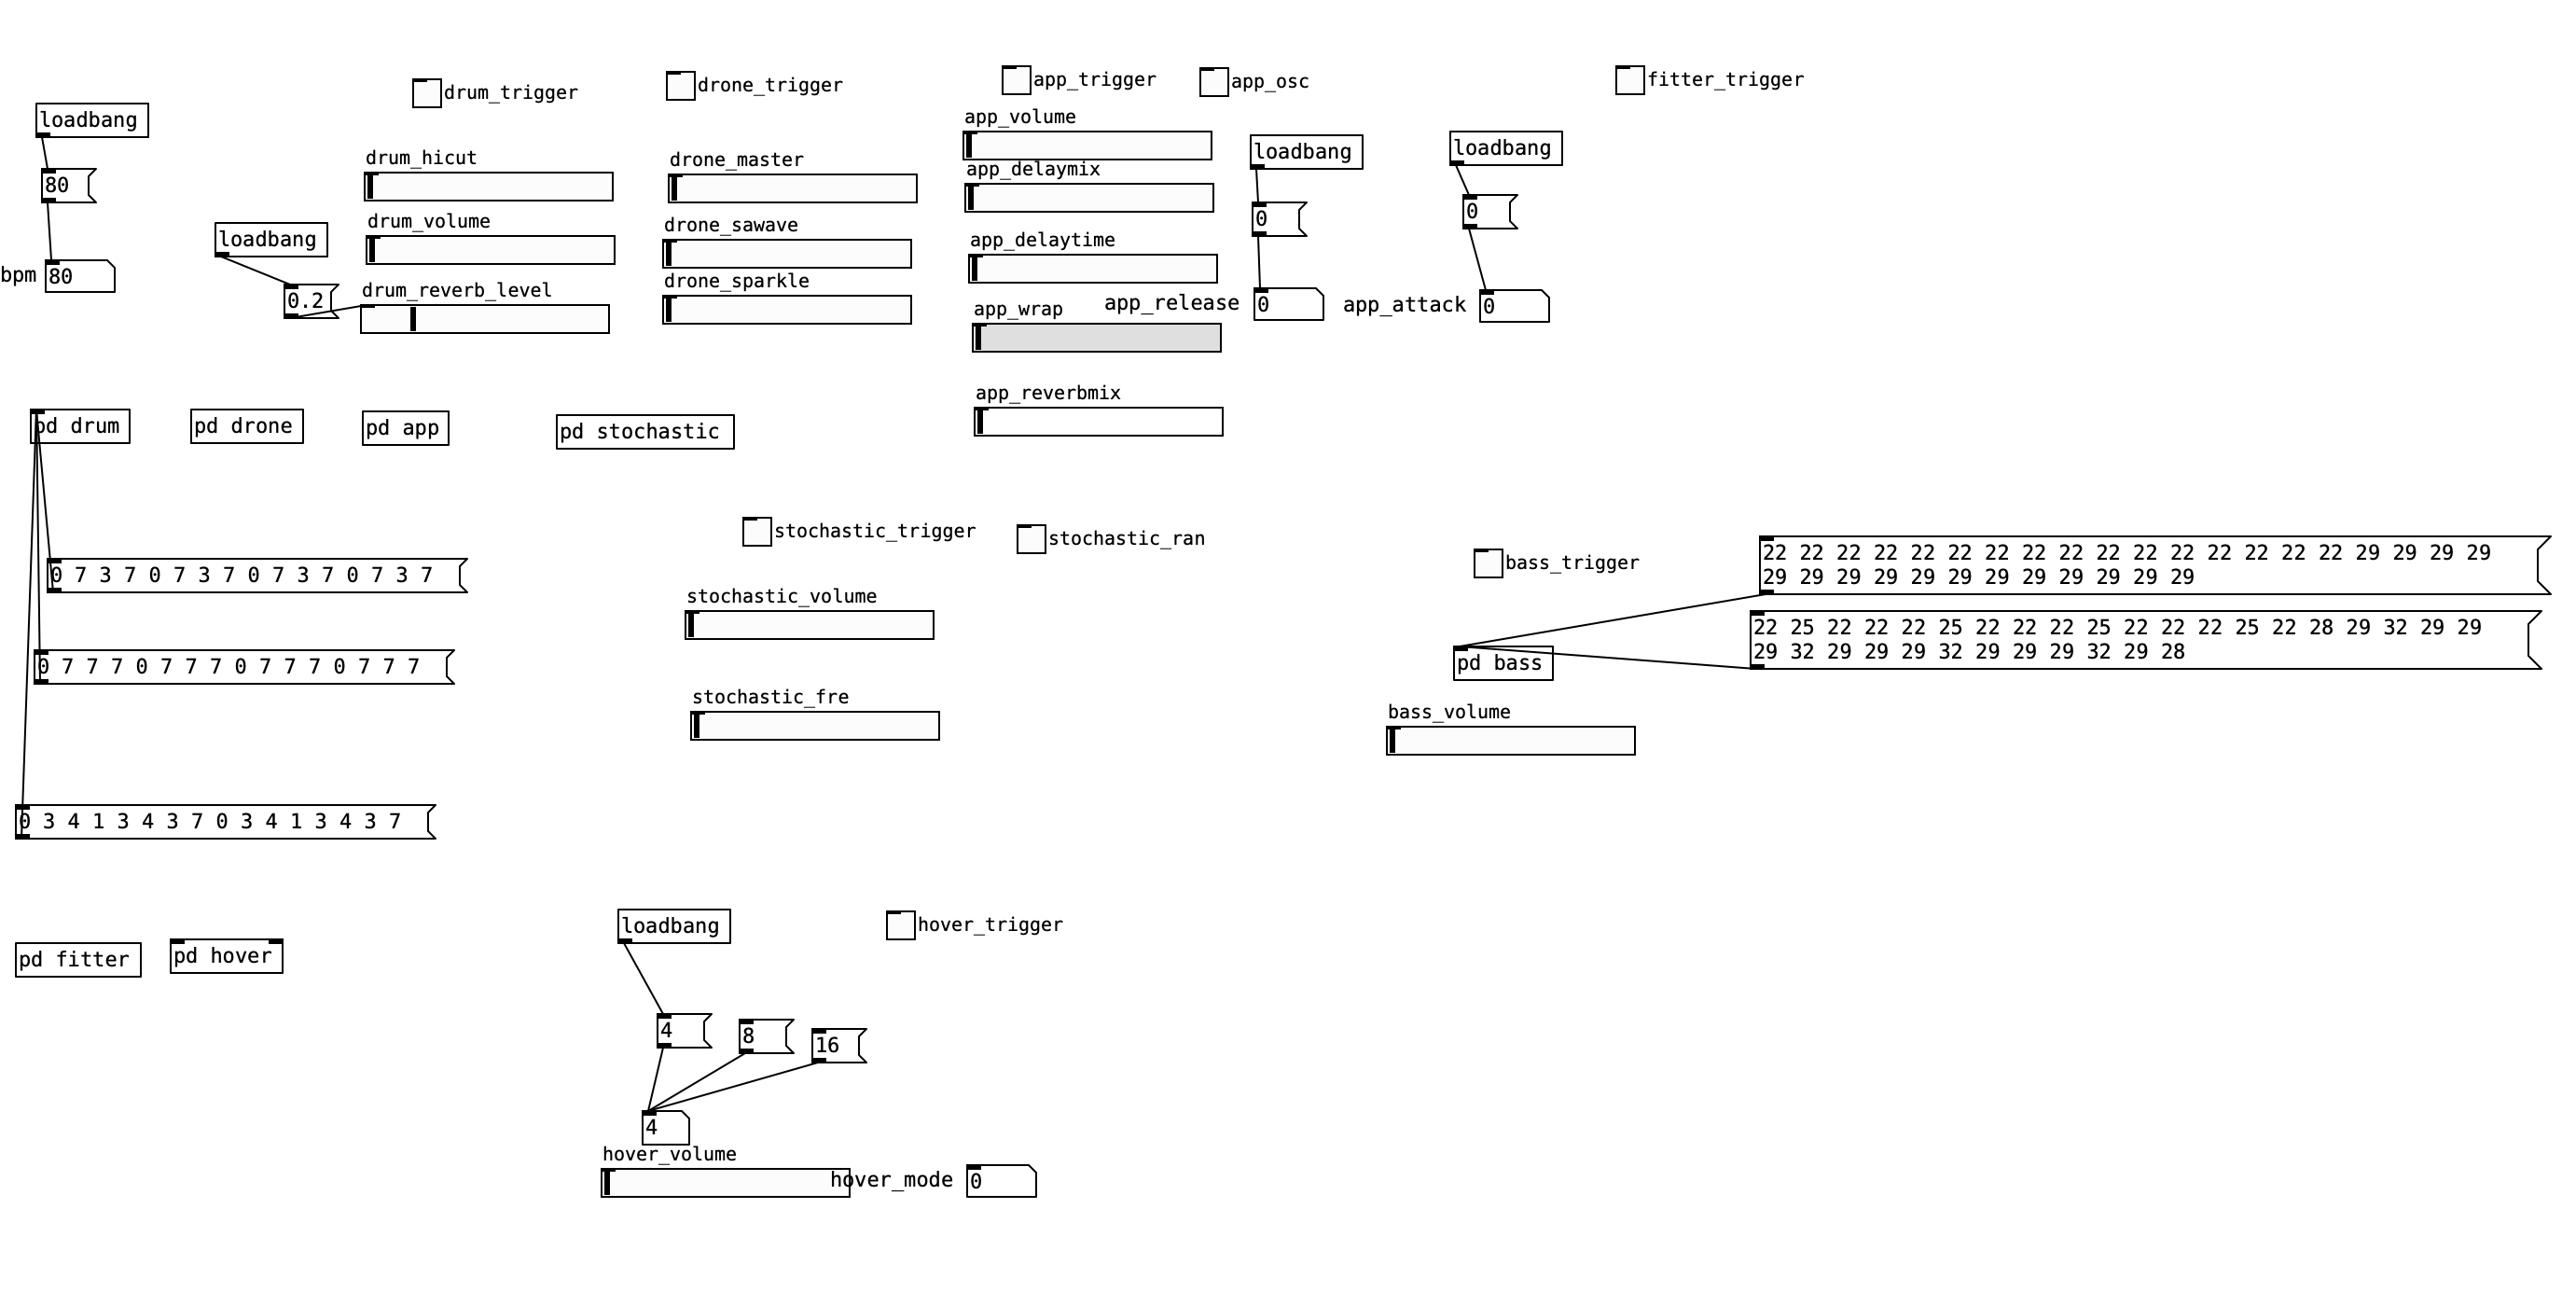 drum_trigger
drone_trigger
app_trigger
app_osc
fitter_trigger
loadbang
80
bpm
80
loadbang
0.2
drum_hicut
drum_volume
drum_reverb_level
drone_master
drone_sawave
drone_sparkle
app_volume
app_delaymix
app_delaytime
app_wrap
app_reverbmix
loadbang
0
app_release
0
loadbang
0
app_attack
0
pd drum
pd drone
pd app
pd stochastic
0 7 3 7 0 7 3 7 0 7 3 7 0 7 3 7
0 7 7 7 0 7 7 7 0 7 7 7 0 7 7 7
0 3 4 1 3 4 3 7 0 3 4 1 3 4 3 7
stochastic_trigger
stochastic_ran
stochastic_volume
stochastic_fre
bass_trigger
22 22 22 22 22 22 22 22 22 22 22 22 22 22 22 22 29 29 29 29
29 29 29 29 29 29 29 29 29 29 29 29
22 25 22 22 22 25 22 22 22 25 22 22 22 25 22 28 29 32 29 29
29 32 29 29 29 32 29 29 29 32 29 28
pd bass
bass_volume
pd fitter
pd hover
loadbang
hover_trigger
4
8
16
4
hover_volume
hover_mode
0